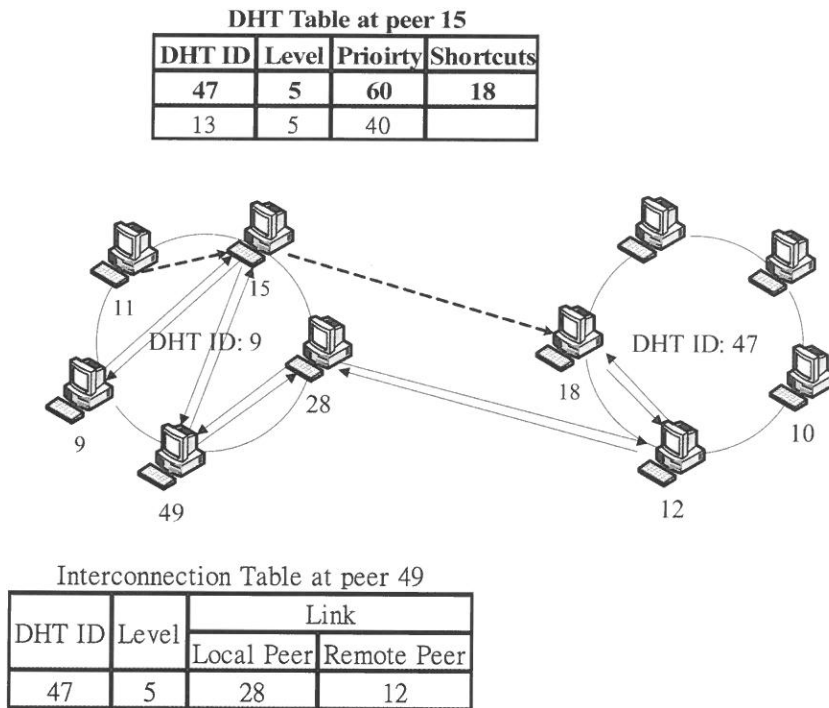 DHT Table at peer 15
DHT ID Level Prioirty Shortcuts
47 5 60 18
13 5 40
11
15
DHT ID: 9
9
28
49
18
DHT ID: 47
10
12
Interconnection Table at peer 49
DHT ID Level Link
Local Peer Remote Peer
47 5 28 12